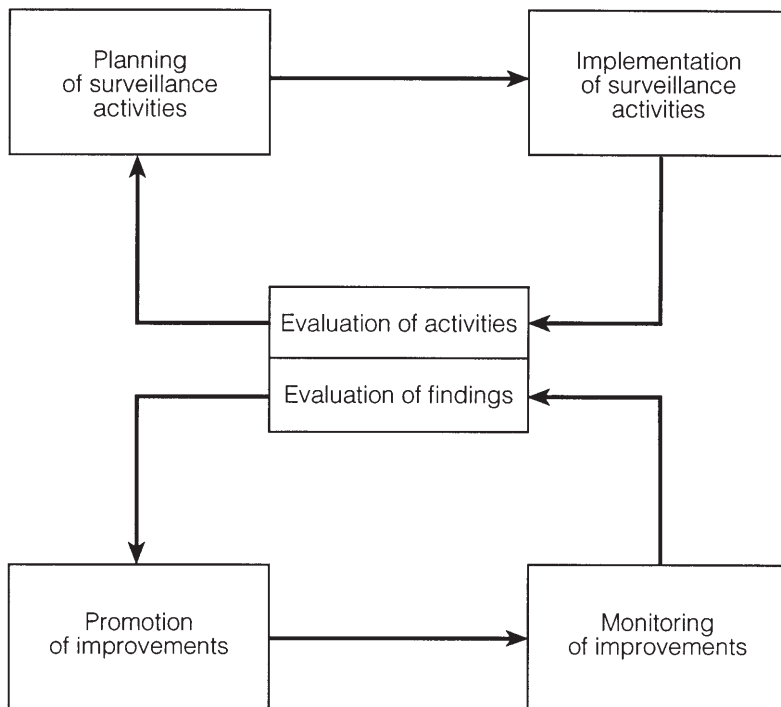 Planning
of surveillance
activities
Implementation
of surveillance
activities
Evaluation of activities
Evaluation of findings
Promotion
of improvements
Monitoring
of improvements